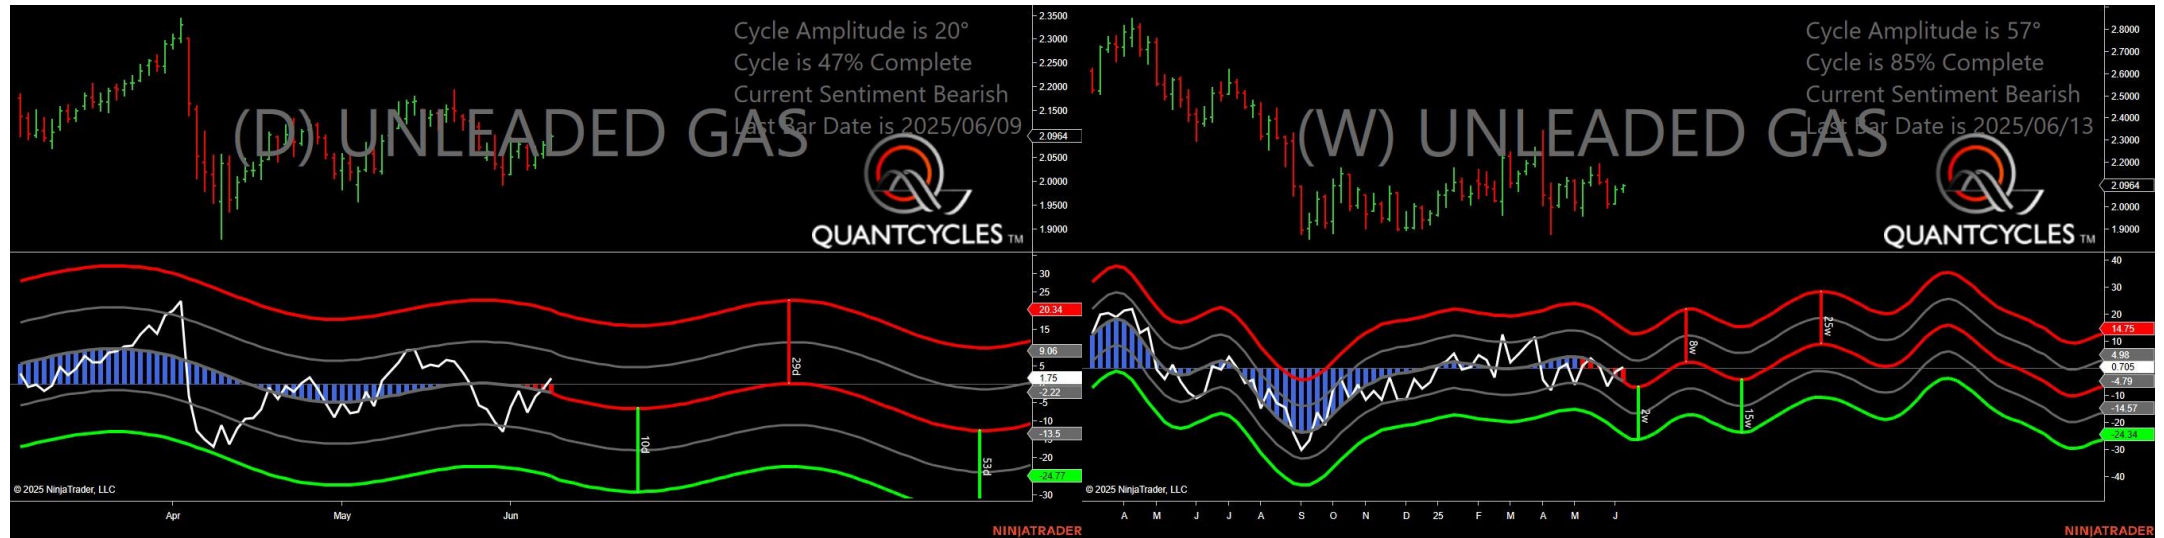 Cycle Amplitude is 20°
Cycle is 47% Complete
Current Sentiment Bearish
Last Bar Date is 2025/06/09
(D) UNLEADED GAS
QUANTCYCLES TM
2.3500
2.3000
2.2500
2.2000
2.1500
2.0964
2.0500
2.0000
1.9500
1.9000
30
25
20.34
15
9.06
5
1.75
-2.22
-5
-10
-13.5
-20
-24.77
-30
29d
10d
53d
© 2025 NinjaTrader, LLC
Apr
May
Jun
NINJATRADER
Cycle Amplitude is 57°
Cycle is 85% Complete
Current Sentiment Bearish
Last Bar Date is 2025/06/13
(W) UNLEADED GAS
QUANTCYCLES TM
2.8000
2.7000
2.6000
2.5000
2.4000
2.3000
2.2000
2.0964
2.0000
1.9000
40
30
20
14.75
10
4.98
0.705
-4.79
-10
-14.57
-20
-24.34
-30
-40
8w
25w
2w
15w
© 2025 NinjaTrader, LLC
A
M
J
J
A
S
O
N
D
25
F
M
A
M
J
NINJATRADER